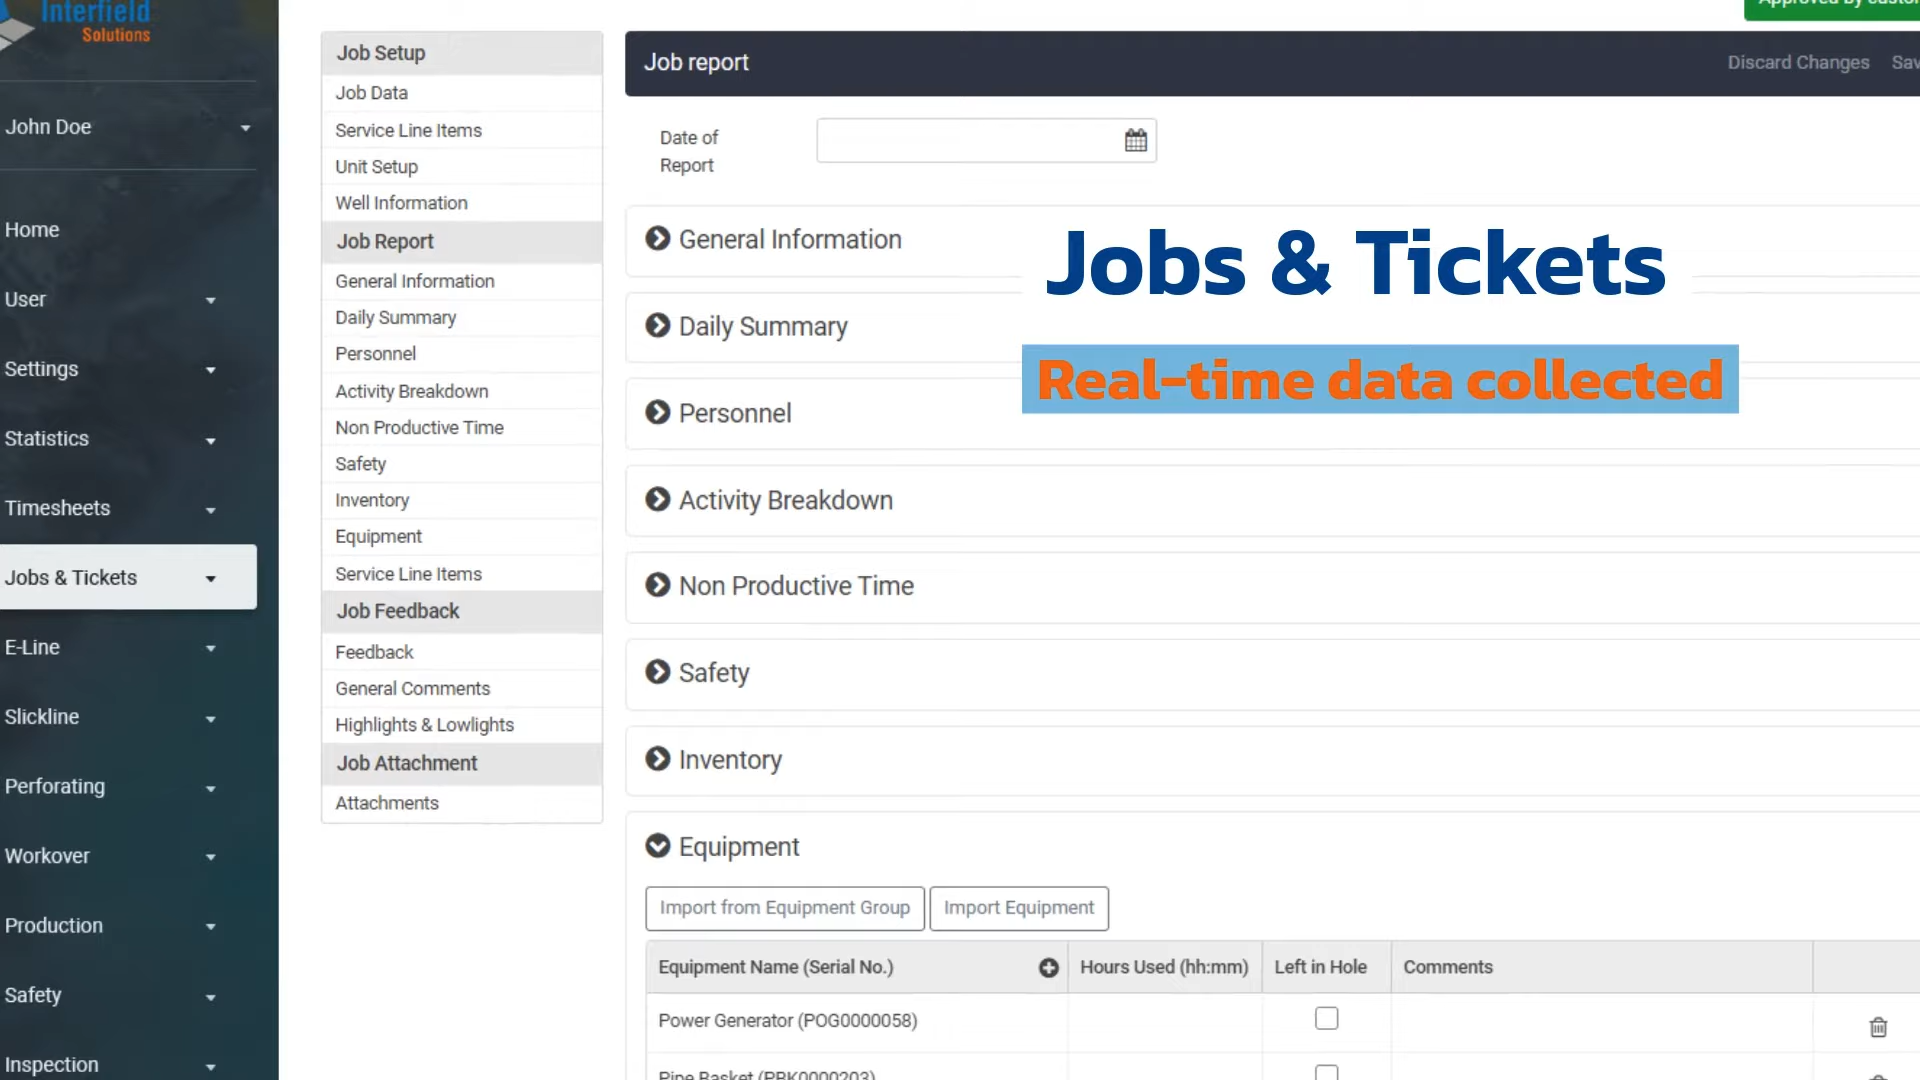 Interfield
Solutions
John Doe
Home
User
Settings
Statistics
Timesheets
Jobs & Tickets
E-Line
Slickline
Perforating
Workover
Production
Safety
Inspection
Job Setup
Job Data
Service Line Items
Unit Setup
Well Information
Job Report
General Information
Daily Summary
Personnel
Activity Breakdown
Non Productive Time
Safety
Inventory
Equipment
Service Line Items
Job Feedback
Feedback
General Comments
Highlights & Lowlights
Job Attachment
Attachments
Approved by
Job report
Discard Changes
Date of
Report
General Information
Jobs & Tickets
Daily Summary
Real-time data collected
Personnel
Activity Breakdown
Non Productive Time
Safety
Inventory
Equipment
Import from Equipment Group
Import Equipment
Equipment Name (Serial No.)
Hours Used (hh:mm)
Left in Hole
Comments
Power Generator (POG0000058)
Pipe Basket (PBK0000203)